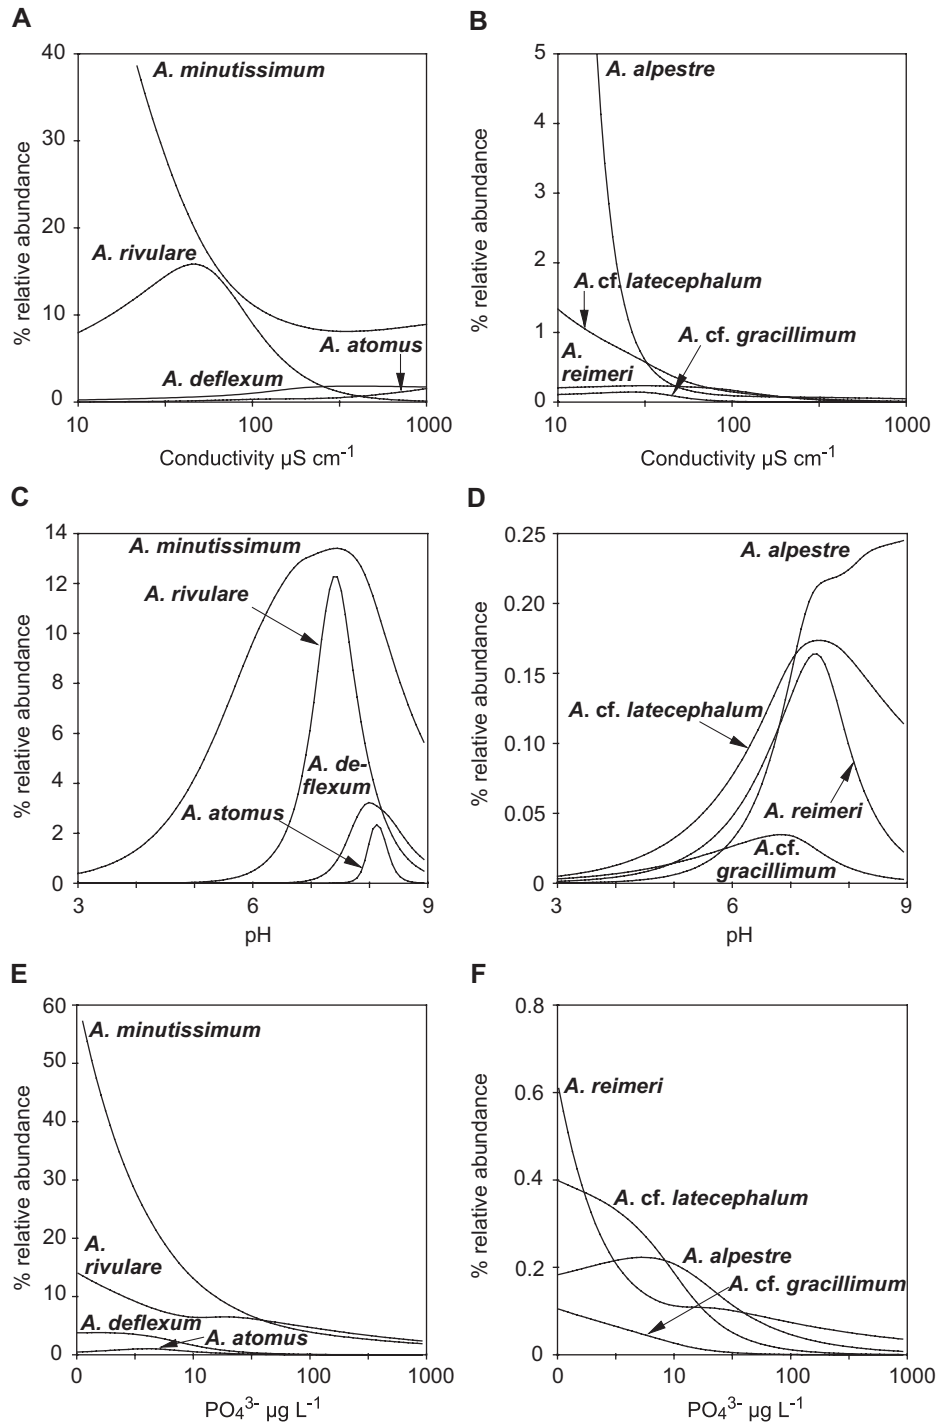 A
B
40
30
20
10
0
% relative abundance
A. minutissimum
A. rivulare
A. atomus
A. deflexum
10
100
1000
Conductivity µS cm-1
5
4
3
2
1
0
% relative abundance
A. alpestre
A. cf. latecephalum
A. cf. gracillimum
A.
reimeri
10
100
1000
Conductivity µS cm-1
C
D
14
12
10
8
6
4
2
0
% relative abundance
A. minutissimum
A. rivulare
A. de-
flexum
A. atomus
3
6
9
pH
0.25
0.20
0.15
0.10
0.05
0
% relative abundance
A. alpestre
A. cf. latecephalum
A. reimeri
A.cf.
gracillimum
3
6
9
pH
E
F
60
50
40
30
20
10
0
% relative abundance
A. minutissimum
A.
rivulare
A. deflexum
A. atomus
0
10
100
1000
PO₄³⁻ µg L⁻¹
0.8
0.6
0.4
0.2
0
% relative abundance
A. reimeri
A. cf. latecephalum
A. alpestre
A. cf. gracillimum
0
10
100
1000
PO₄³⁻ µg L⁻¹